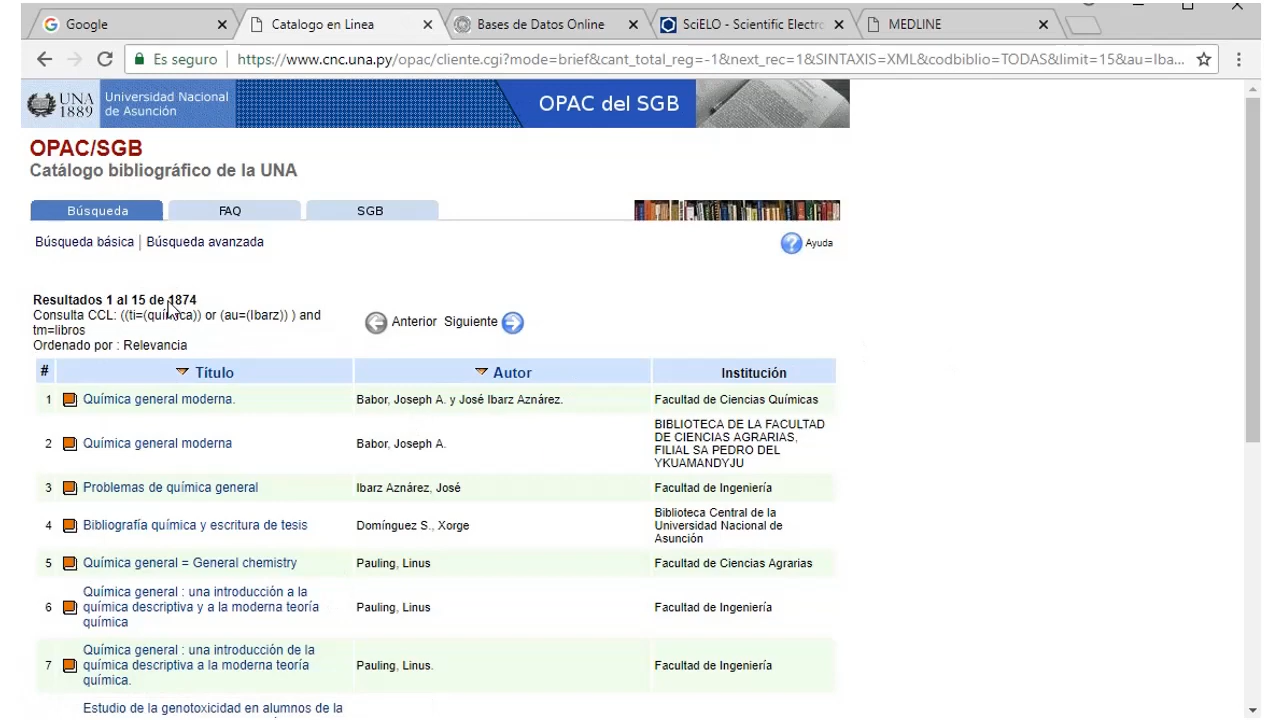 Google
Catalogo en Linea
Bases de Datos Online
SciELO - Scientific Electro
MEDLINE
Es seguro
https://www.cnc.una.py/opac/cliente.cgi?mode=brief&cant_total_reg=-1&next_rec=1&SINTAXIS=XML&codbiblio=TODAS&limit=15&au=Iba...
UNA
1889
Universidad Nacional
de Asunción
OPAC del SGB
OPAC/SGB
Catálogo bibliográfico de la UNA
Búsqueda
FAQ
SGB
Búsqueda básica | Búsqueda avanzada
Ayuda
Resultados 1 al 15 de 1874
Consulta CCL: ((ti=(química)) or (au=(Ibarz)) ) and
tm=libros
Ordenado por : Relevancia
Anterior Siguiente
# Título Autor Institución
1 Química general moderna. Babor, Joseph A. y José Ibarz Aznárez. Facultad de Ciencias Químicas
2 Química general moderna Babor, Joseph A.
BIBLIOTECA DE LA FACULTAD
DE CIENCIAS AGRARIAS,
FILIAL SA PEDRO DEL
YKUAMANDYJU
3 Problemas de química general Ibarz Aznárez, José Facultad de Ingeniería
4 Bibliografía química y escritura de tesis Domínguez S., Xorge
Biblioteca Central de la
Universidad Nacional de
Asunción
5 Química general = General chemistry Pauling, Linus Facultad de Ciencias Agrarias
6
Química general : una introducción a la
química descriptiva y a la moderna teoría
química
Pauling, Linus Facultad de Ingeniería
7
Química general : una introducción de la
química descriptiva a la moderna teoría
química.
Pauling, Linus. Facultad de Ingeniería
Estudio de la genotoxicidad en alumnos de la